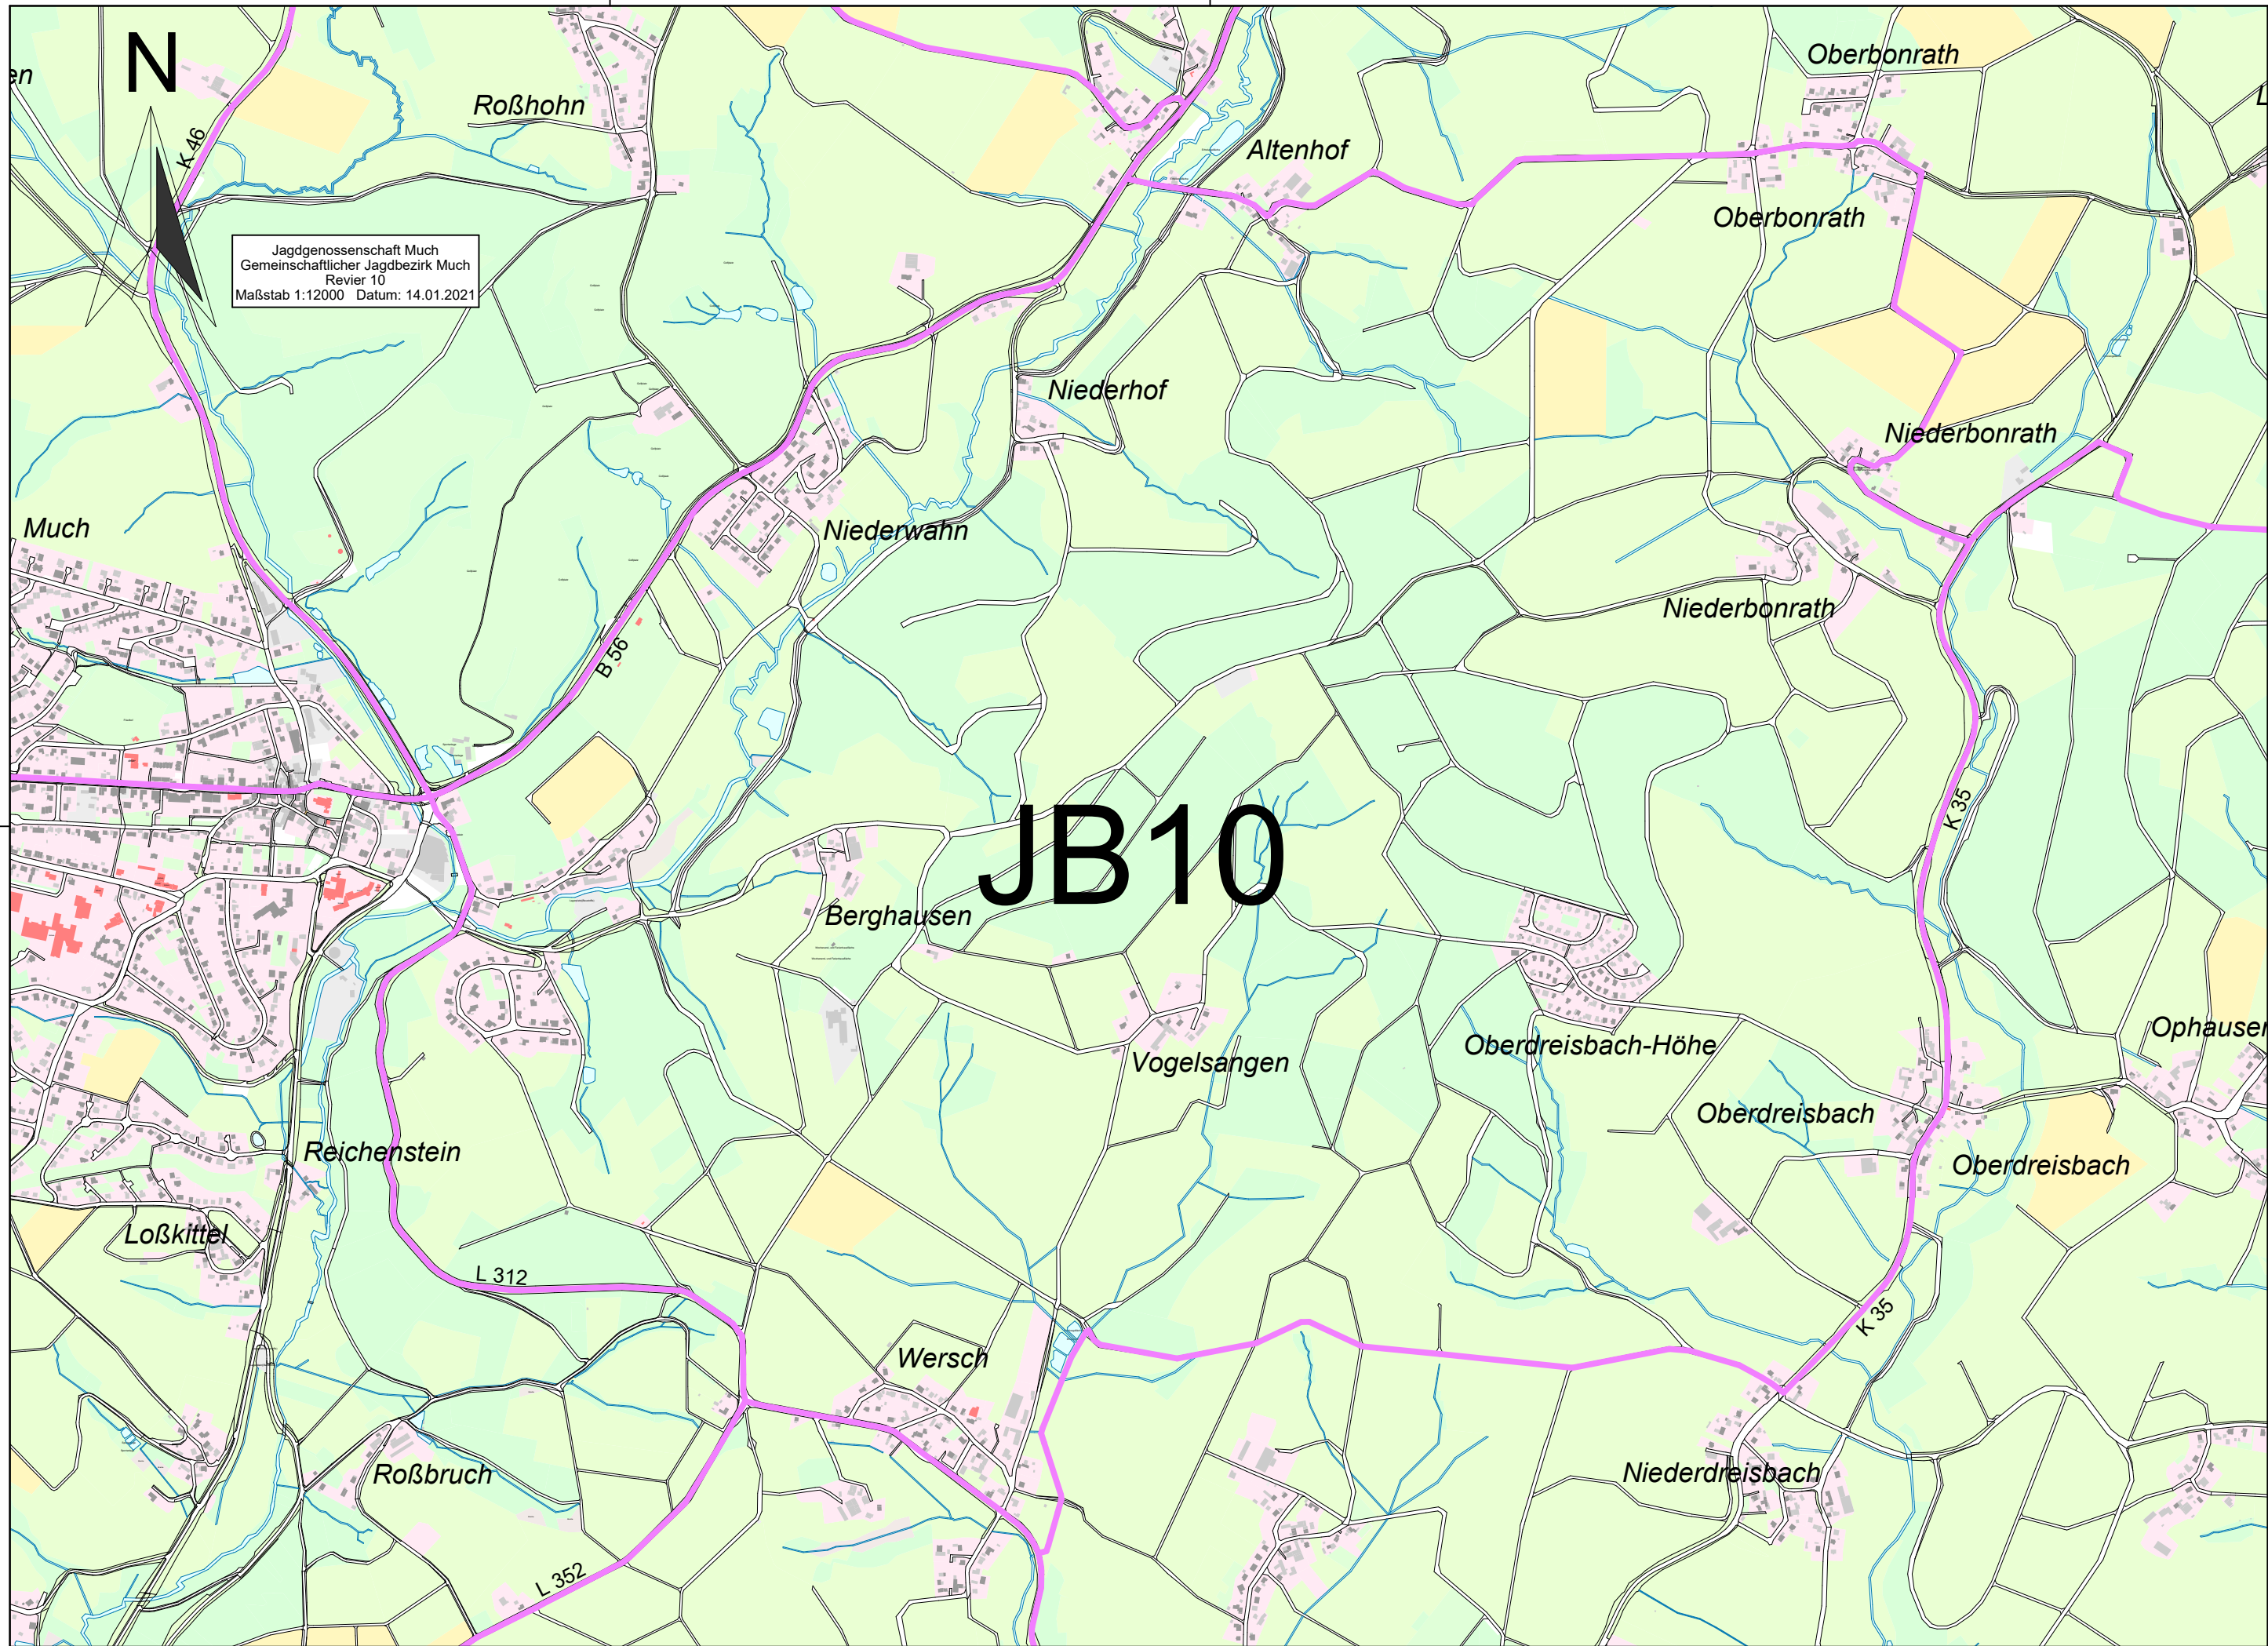 N
en
Roßhohn
Oberbonrath
K 46
Altenhof
Oberbonrath
Jagdgenossenschaft Much
Gemeinschaftlicher Jagdbezirk Much
Revier 10
Maßstab 1:12000 Datum: 14.01.2021
Niederhof
Niederbonrath
Much
Niederwahn
Niederbonrath
B 56
K 35
JB10
Berghausen
Ophausen
Oberdreisbach-Höhe
Vogelsangen
Oberdreisbach
Reichenstein
Oberdreisbach
Loßkittel
L 312
K 35
Wersch
Roßbruch
Niederdreisbach
L 352